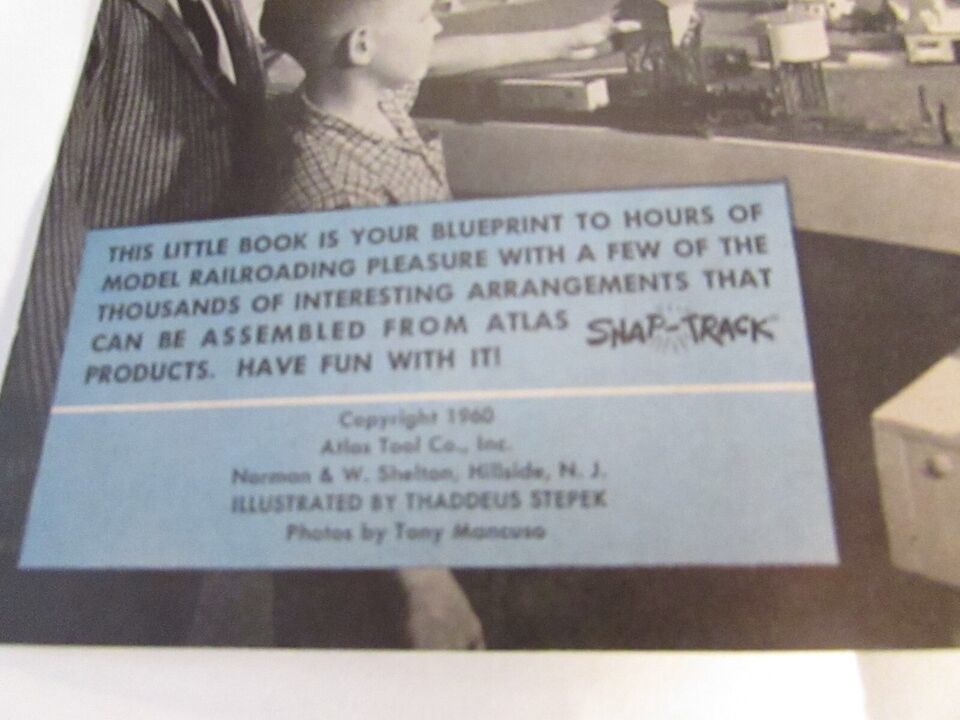 THIS LITTLE BOOK IS YOUR BLUEPRINT TO HOURS OF
MODEL RAILROADING PLEASURE WITH A FEW OF THE
THOUSANDS OF INTERESTING ARRANGEMENTS THAT
CAN BE ASSEMBLED FROM ATLAS SNAP-TRACK
PRODUCTS. HAVE FUN WITH IT!
Copyright 1960
Atlas Tool Co., Inc.
Norman & W. Shelton, Hillside, N. J.
ILLUSTRATED BY THADDEUS STEPEK
Photos by Tony Mancuso